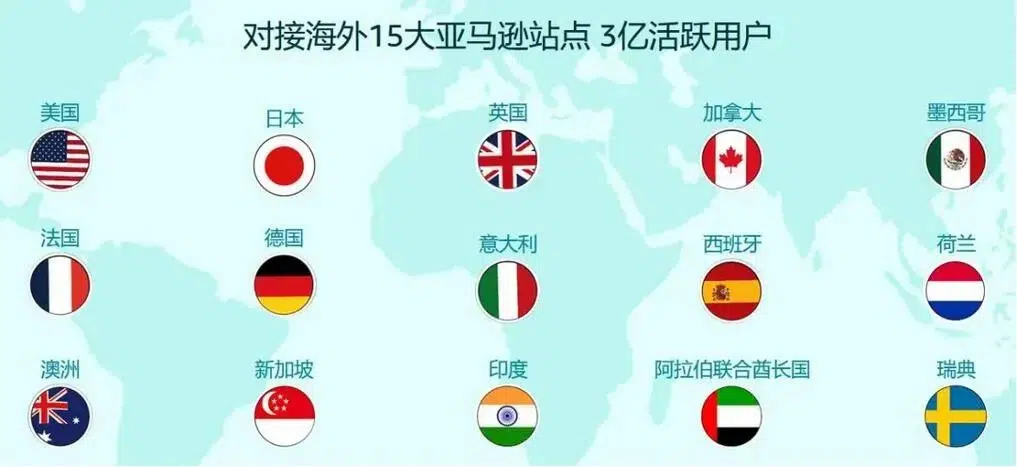 对接海外15大亚马逊站点 3亿活跃用户
美国
日本
英国
加拿大
墨西哥
法国
德国
意大利
西班牙
荷兰
澳洲
新加坡
印度
阿拉伯联合酋长国
瑞典